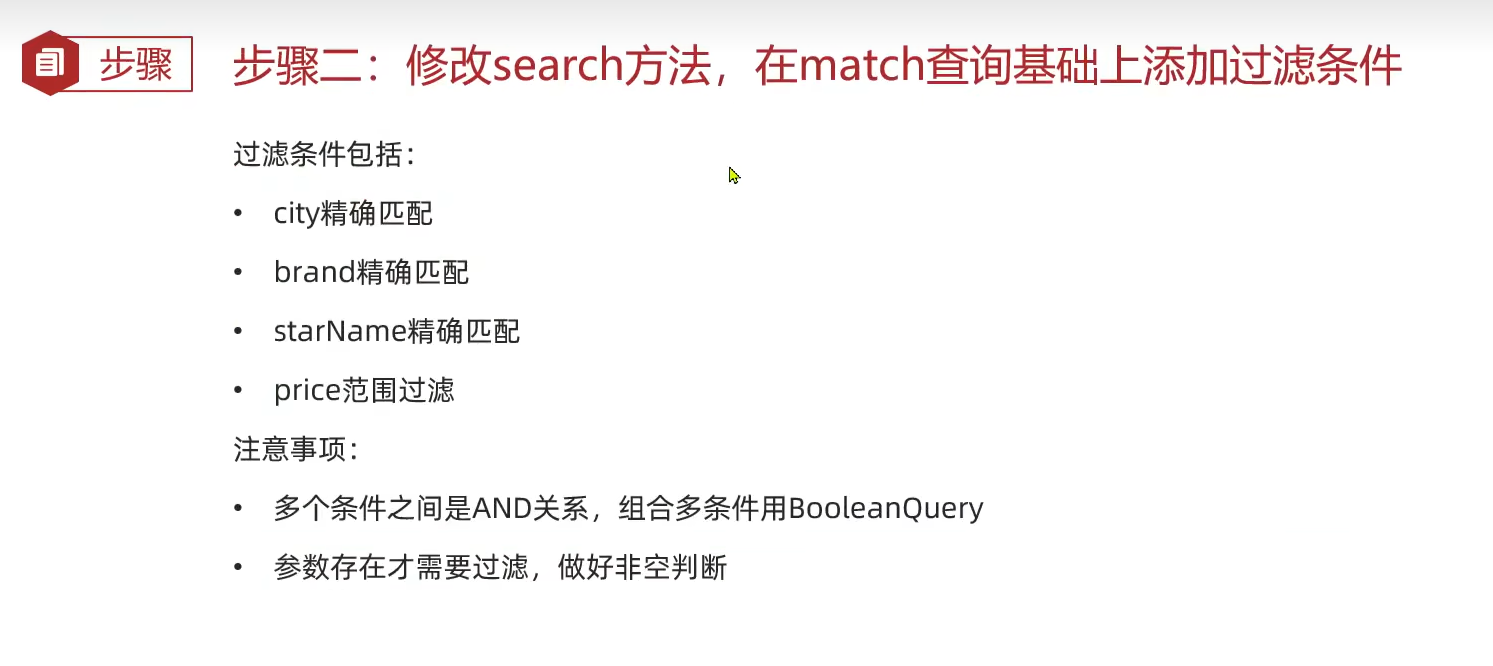 步骤
步骤二：修改search方法，在match查询基础上添加过滤条件
过滤条件包括：
• city精确匹配
• brand精确匹配
• starName精确匹配
• price范围过滤
注意事项：
• 多个条件之间是AND关系，组合多条件用BooleanQuery
• 参数存在才需要过滤，做好非空判断